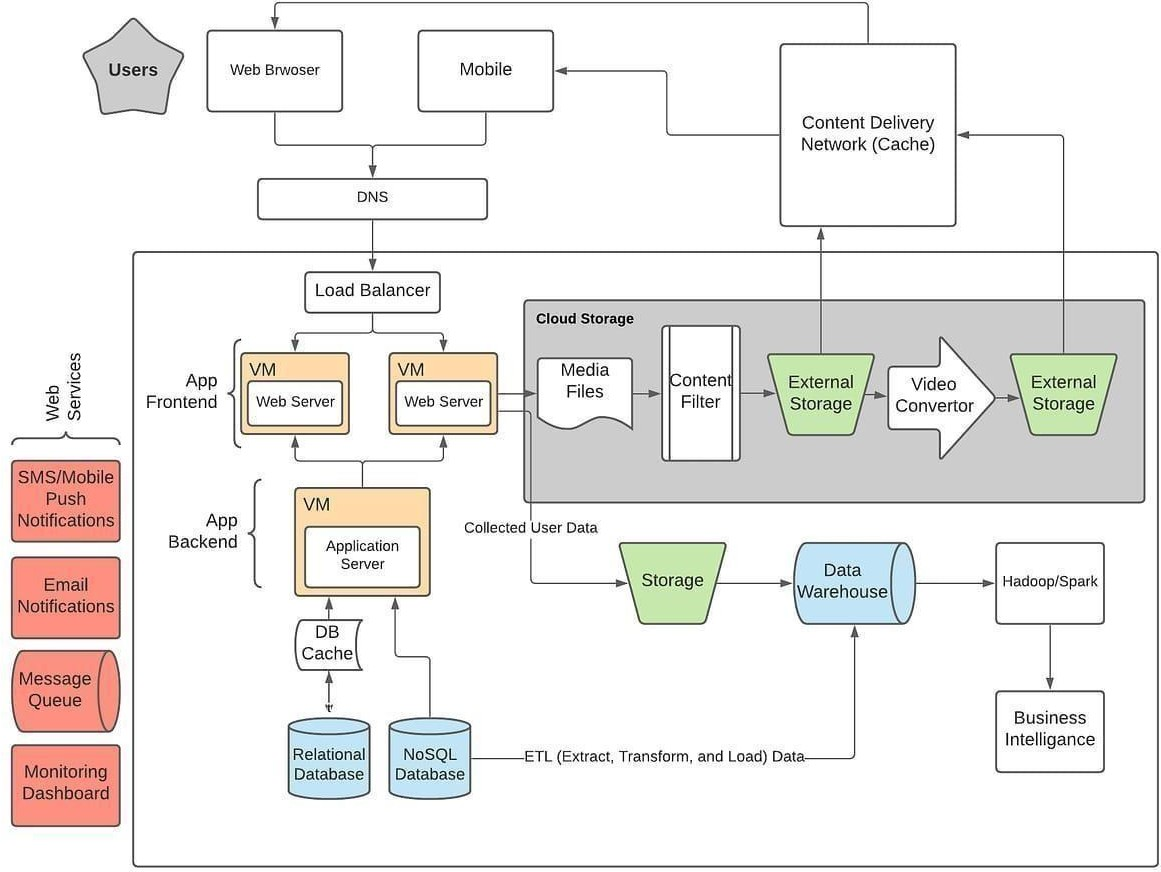 Users
Web Brwoser
Mobile
Content Delivery
Network (Cache)
DNS
Load Balancer
Cloud Storage
App
Frontend
VM
Web Server
VM
Web Server
Media
Files
Content
Filter
External
Storage
Video
Convertor
External
Storage
Web
Services
SMS/Mobile
Push
Notifications
Email
Notifications
Message
Queue
Monitoring
Dashboard
App
Backend
VM
Application
Server
Collected User Data
Storage
Data
Warehouse
Hadoop/Spark
DB
Cache
Relational
Database
NoSQL
Database
ETL (Extract, Transform, and Load) Data
Business
Intelligance